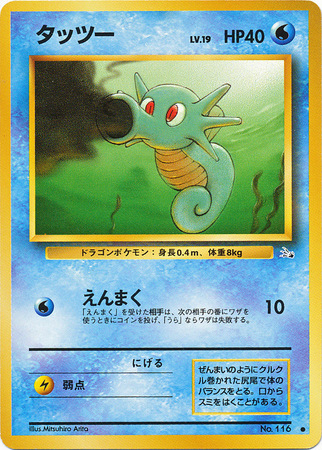 タッツー LV.19 HP40
ドラゴンポケモン：身長0.4m、体重8kg
えんまく 10
「えんまく」を受けた相手は、次の相手の番にワザを
使うときにコインを投げ、「うら」ならワザは失敗する。
にげる
弱点
ぜんまいのようにクル
クル巻かれた尻尾で体の
バランスをとる。口から
スミをはくことがある。
Illus. Mitsuhiro Arita
No. 116